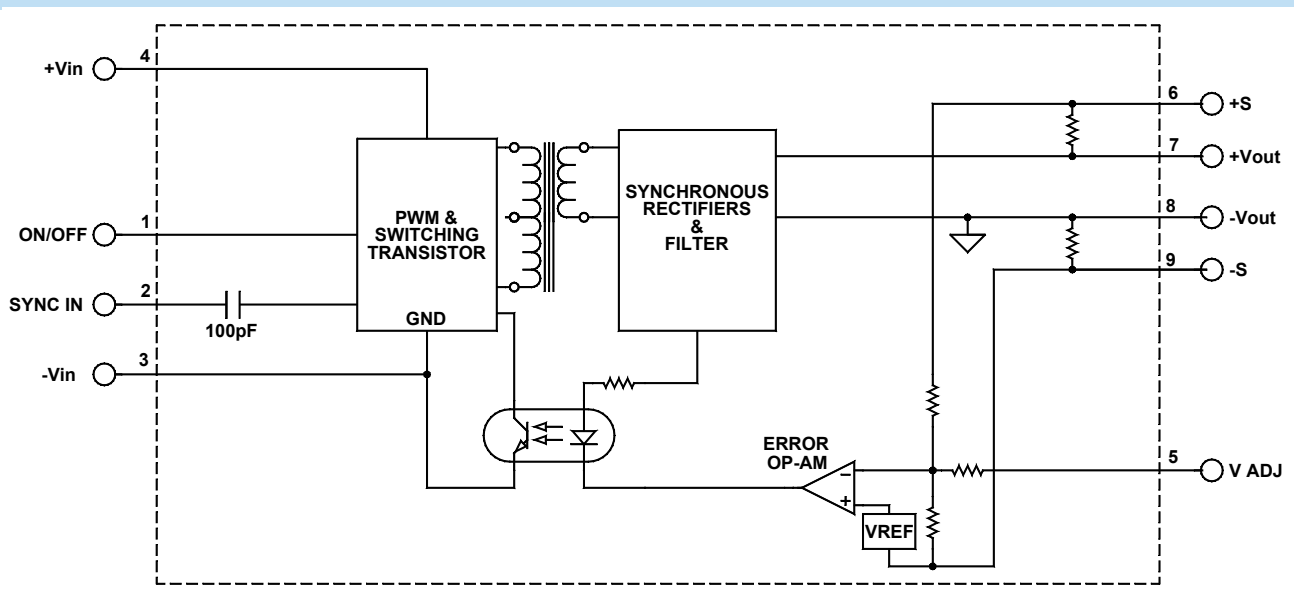 4
+Vin
6
+S
7
+Vout
SYNCHRONOUS
RECTIFIERS
&
FILTER
PWM &
SWITCHING
TRANSISTOR
1
ON/OFF
8
-Vout
9
-S
2
SYNC IN
100pF
GND
3
-Vin
ERROR
OP-AM
5
V ADJ
−
+
VREF